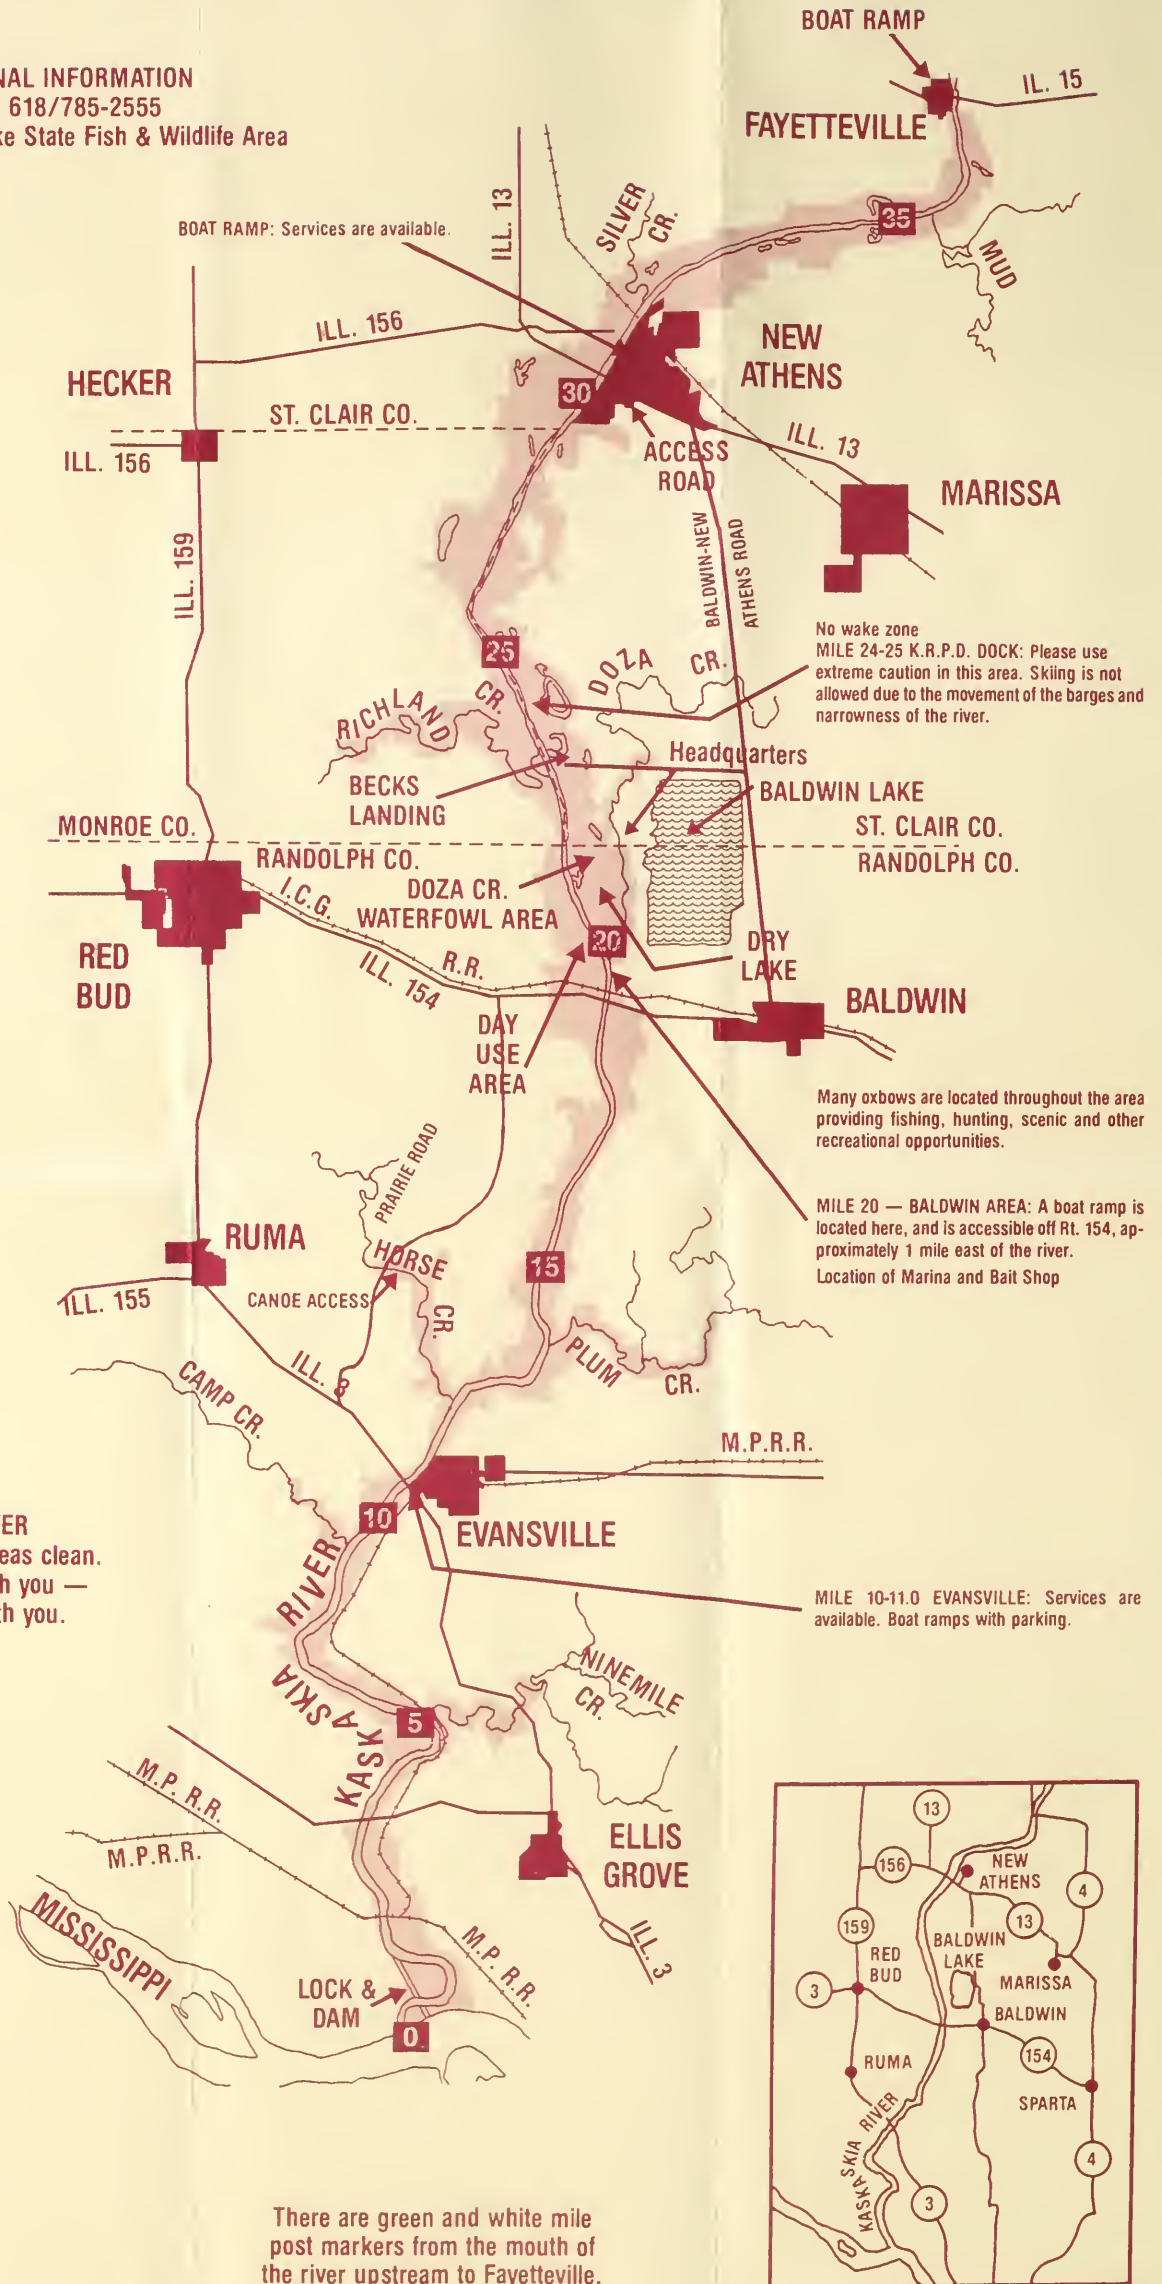 BOAT RAMP
NAL INFORMATION
618/785-2555
ke State Fish & Wildlife Area
IL. 15
FAYETTEVILLE
ILL. 13
SILVER
CR.
35
MUD
BOAT RAMP: Services are available.
ILL. 156
NEW
ATHENS
HECKER
30
ST. CLAIR CO.
ILL. 156
ACCESS
ROAD
ILL. 13
MARISSA
ILL. 159
BALDWIN-NEW
ATHENS ROAD
No wake zone
MILE 24-25 K.R.P.D. DOCK: Please use
extreme caution in this area. Skiing is not
allowed due to the movement of the barges and
narrowness of the river.
25
DOZA CR.
RICHLAND CR.
Headquarters
BECKS
LANDING
BALDWIN LAKE
MONROE CO.
ST. CLAIR CO.
RANDOLPH CO.
RANDOLPH CO.
I.C.G. R.R.
DOZA CR.
WATERFOWL AREA
RED
BUD
20
DRY
LAKE
ILL. 154
BALDWIN
DAY
USE
AREA
Many oxbows are located throughout the area
providing fishing, hunting, scenic and other
recreational opportunities.
PRAIRIE ROAD
MILE 20 — BALDWIN AREA: A boat ramp is
located here, and is accessible off Rt. 154, ap-
proximately 1 mile east of the river.
Location of Marina and Bait Shop
RUMA
HORSE
CR.
15
ILL. 155
CANOE ACCESS
PLUM
CR.
ILL. 3
CAMP CR.
M.P.R.R.
10
EVANSVILLE
ER
eas clean.
h you —
th you.
RIVER
MILE 10-11.0 EVANSVILLE: Services are
available. Boat ramps with parking.
NINEMILE
CR.
KASKASKIA
5
M.P. R.R.
M.P.R.R.
ELLIS
GROVE
MISSISSIPPI
M.P. R.R.
ILL. 3
LOCK &
DAM
0
13
156
NEW
ATHENS
4
159
13
BALDWIN
LAKE
RED
BUD
MARISSA
3
BALDWIN
154
RUMA
SPARTA
KASKASKIA RIVER
4
3
There are green and white mile
post markers from the mouth of
the river upstream to Fayetteville.